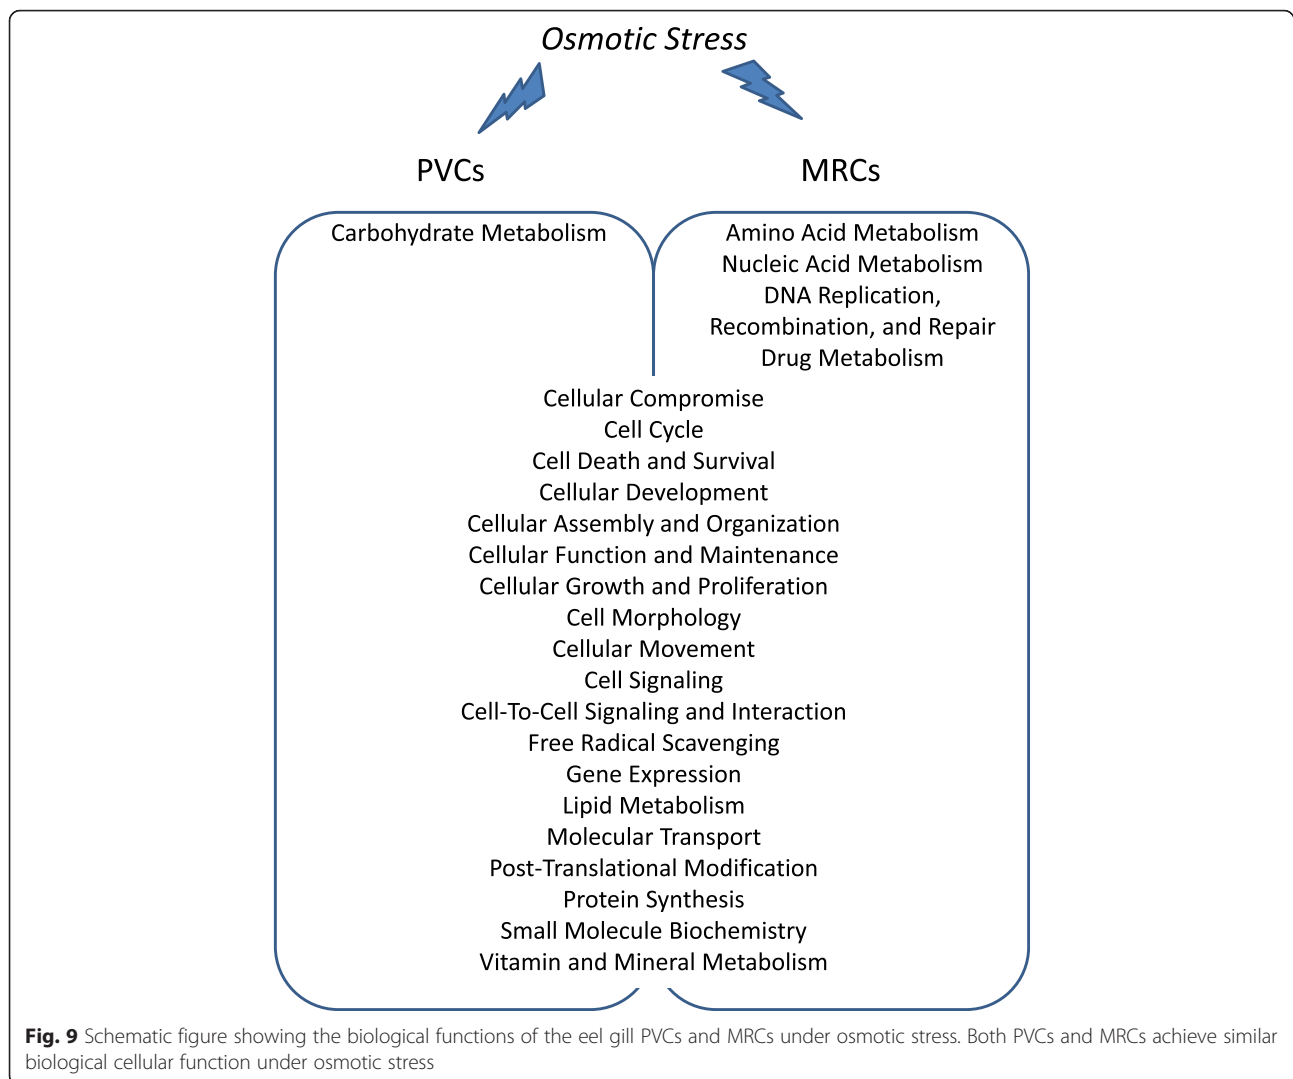 Osmotic Stress
PVCs
MRCs
Carbohydrate Metabolism
Amino Acid Metabolism
Nucleic Acid Metabolism
DNA Replication,
Recombination, and Repair
Drug Metabolism
Cellular Compromise
Cell Cycle
Cell Death and Survival
Cellular Development
Cellular Assembly and Organization
Cellular Function and Maintenance
Cellular Growth and Proliferation
Cell Morphology
Cellular Movement
Cell Signaling
Cell-To-Cell Signaling and Interaction
Free Radical Scavenging
Gene Expression
Lipid Metabolism
Molecular Transport
Post-Translational Modification
Protein Synthesis
Small Molecule Biochemistry
Vitamin and Mineral Metabolism
Fig. 9 Schematic figure showing the biological functions of the eel gill PVCs and MRCs under osmotic stress. Both PVCs and MRCs achieve similar
biological cellular function under osmotic stress